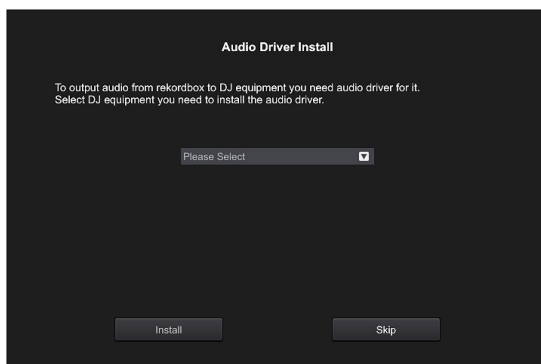 Audio Driver Install
To output audio from rekordbox to DJ equipment you need audio driver for it.
Select DJ equipment you need to install the audio driver.
Please Select
Install Skip